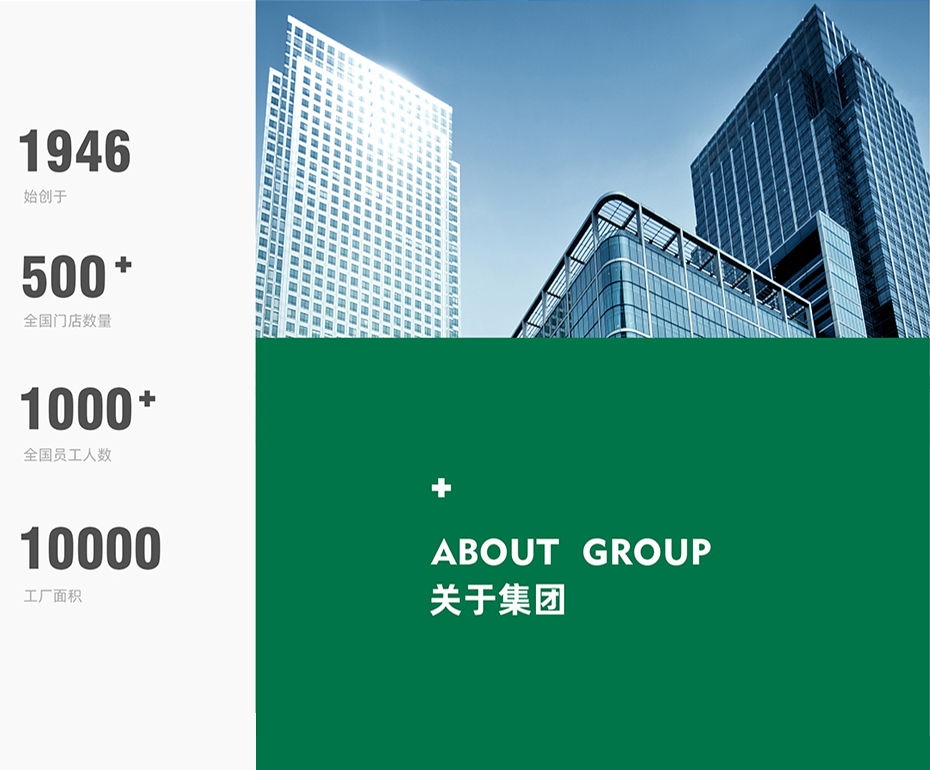 1946
始创于
500+
全国门店数量
1000+
全国员工人数
10000
工厂面积
+
ABOUT GROUP
关于集团